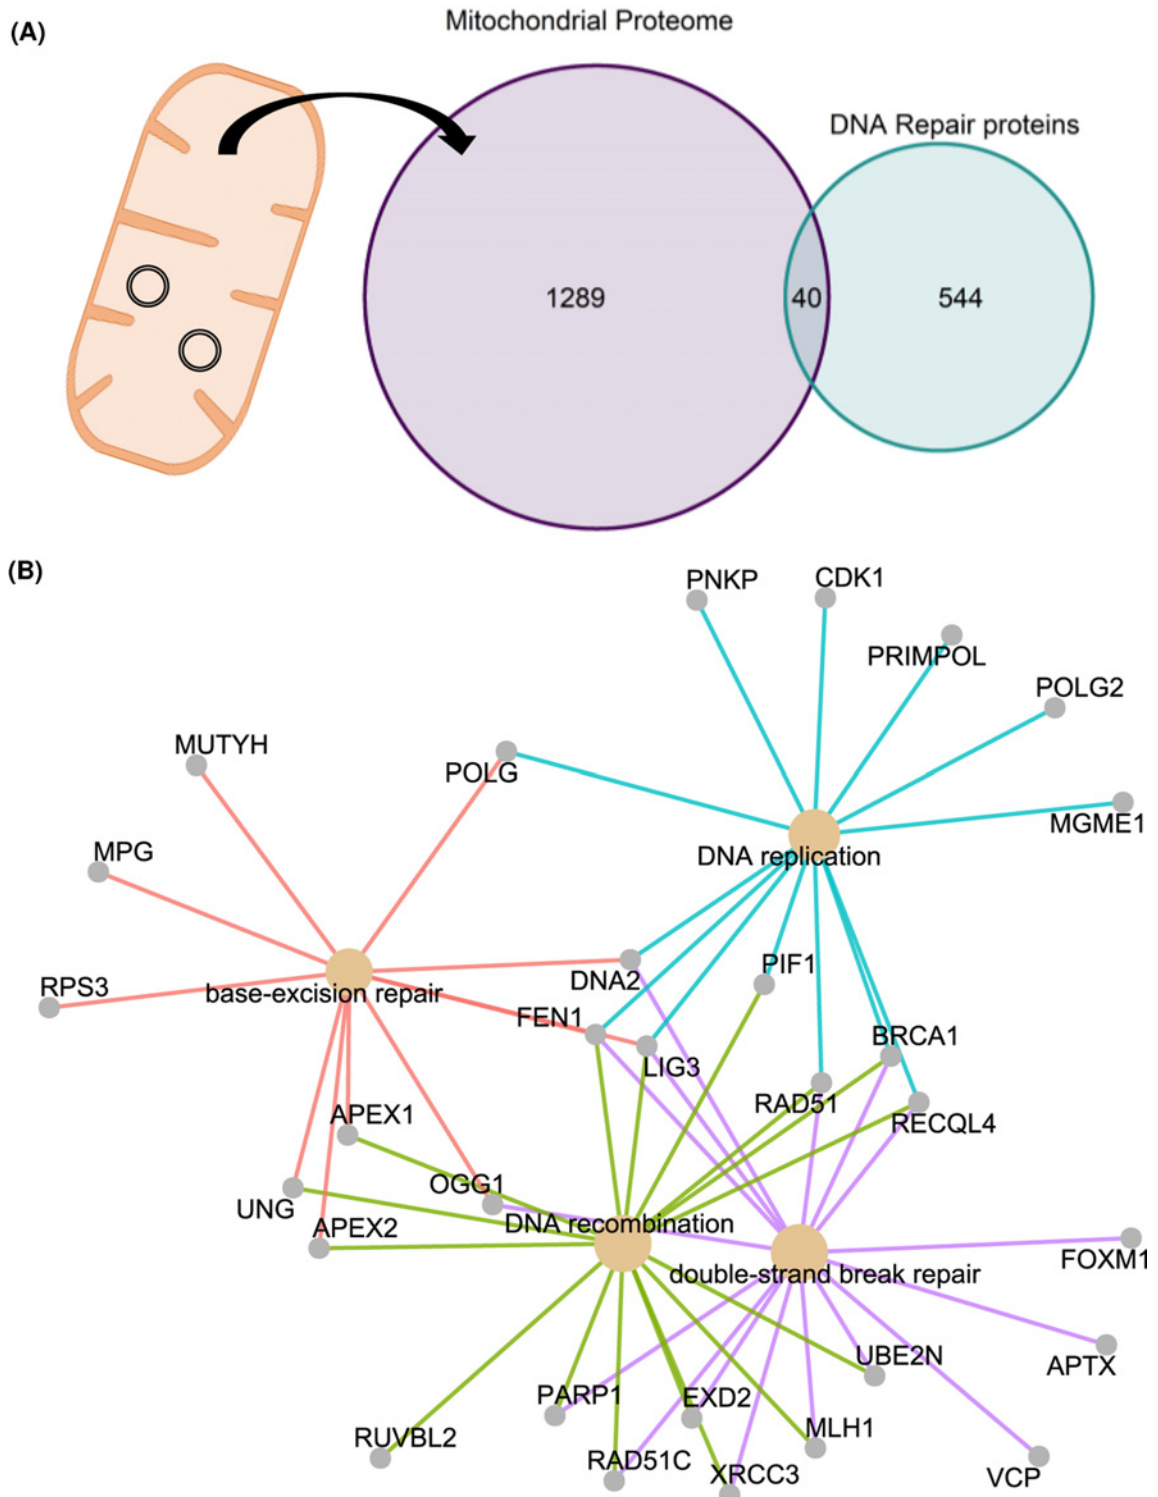 (A)
Mitochondrial Proteome
DNA Repair proteins
1289
40
544
(B)
PNKP
CDK1
PRIMPOL
POLG2
MUTYH
POLG
MGME1
MPG
DNA replication
RPS3
base-excision repair
DNA2
PIF1
FEN1
BRCA1
LIG3
RAD51
APEX1
RECQL4
OGG1
UNG
APEX2
DNA recombination
FOXM1
double-strand break repair
UBE2N
APTX
PARP1
EXD2
RUVBL2
MLH1
RAD51C
XRCC3
VCP